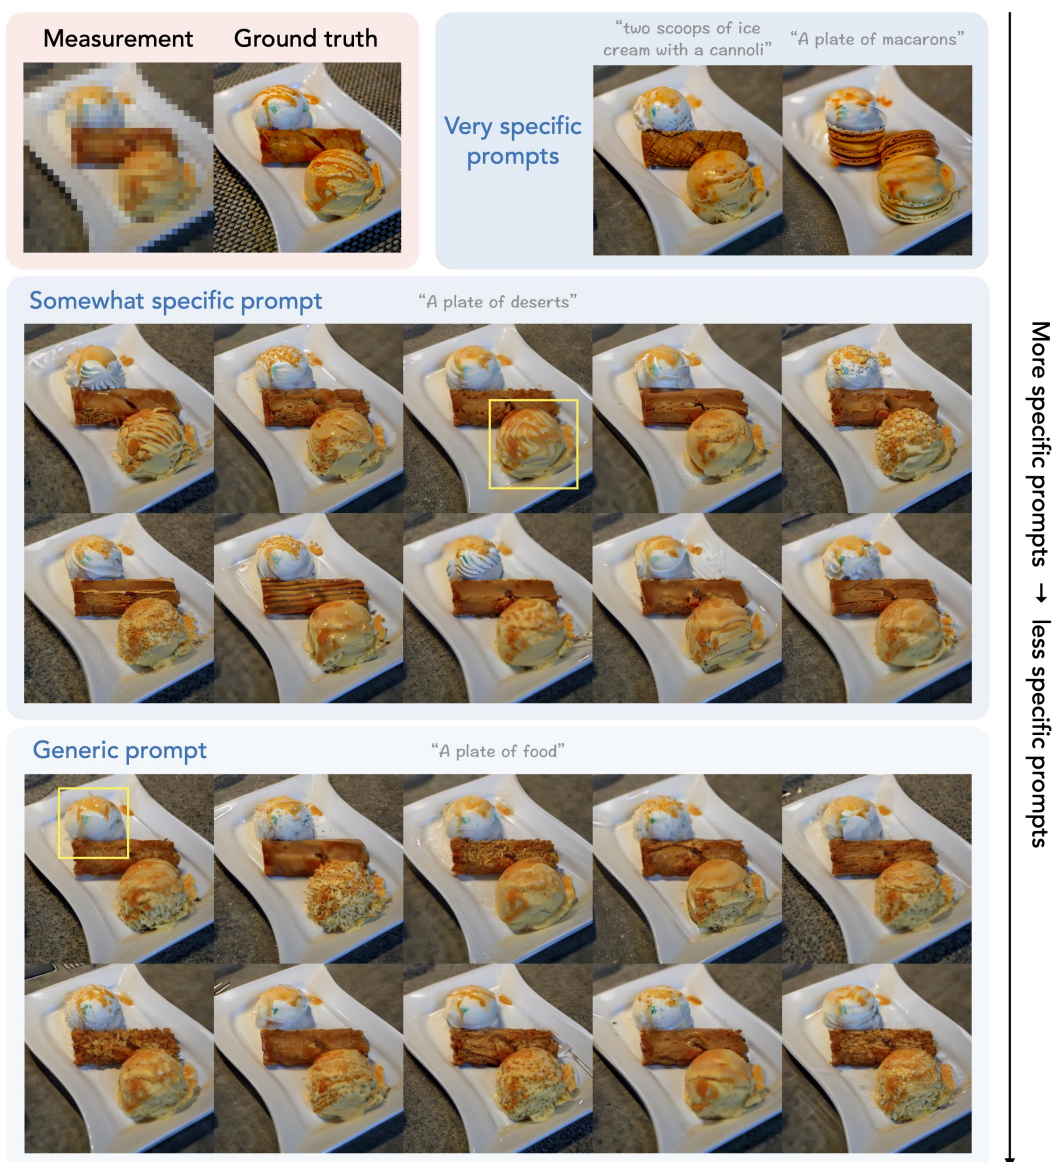 Measurement
Ground truth
“two scoops of ice
cream with a cannoli”
“A plate of macarons”
Very specific
prompts
Somewhat specific prompt
“A plate of deserts”
Generic prompt
“A plate of food”
More specific prompts → less specific prompts